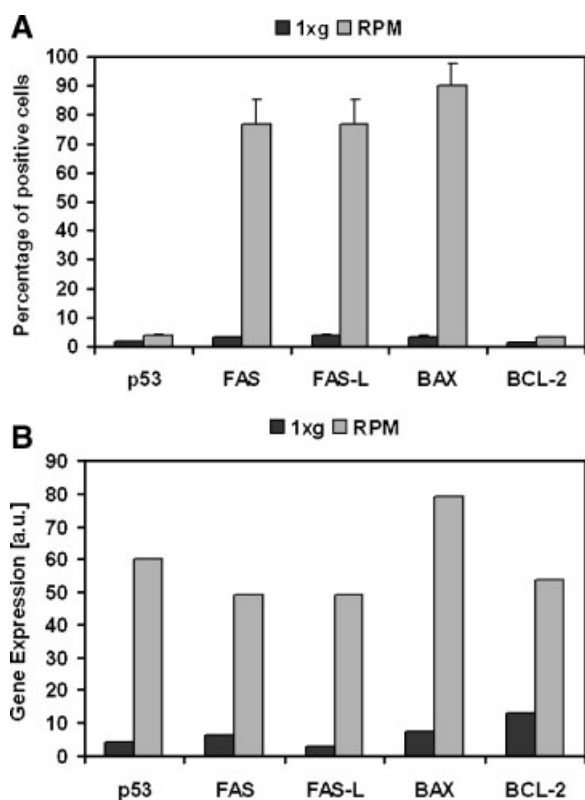 A
1xg RPM
Percentage of positive cells
100
90
80
70
60
50
40
30
20
10
0
p53 FAS FAS-L BAX BCL-2
B
1xg RPM
Gene Expression [a.u.]
90
80
70
60
50
40
30
20
10
0
p53 FAS FAS-L BAX BCL-2